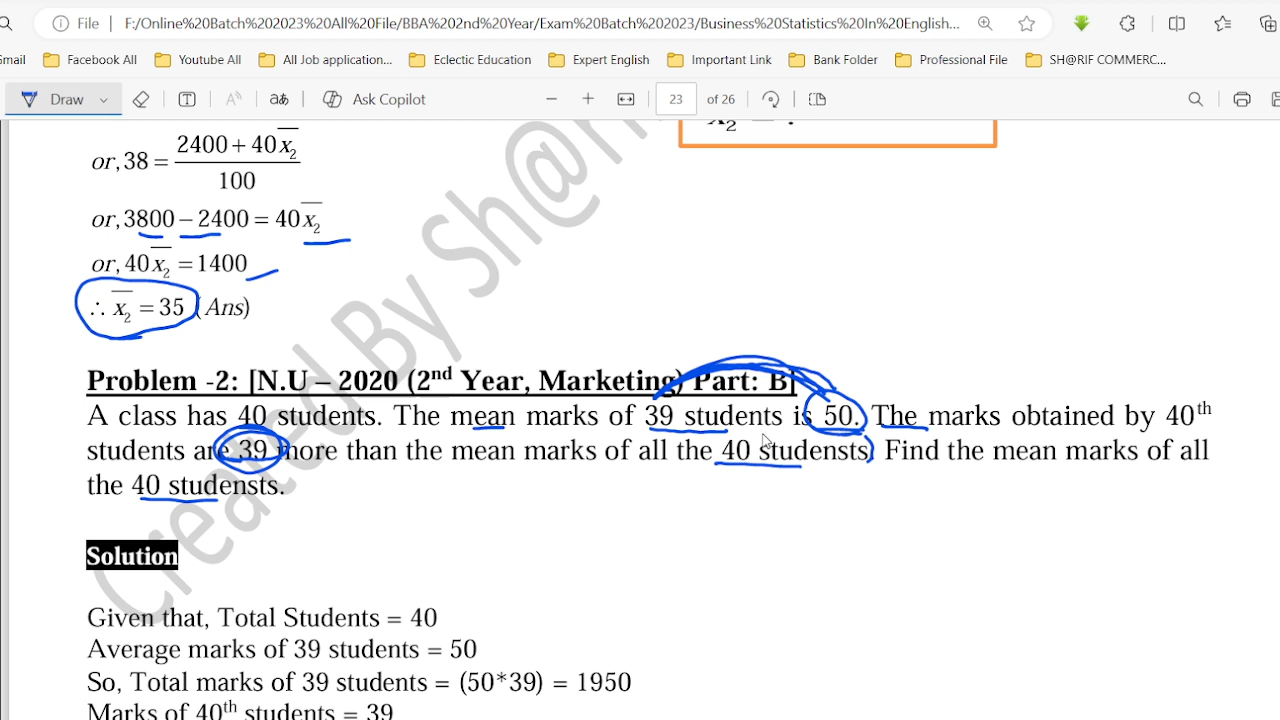 File | F:/Online%20Batch%202023%20All%20File/BBA%202nd%20Year/Exam%20Batch%202023/Business%20Statistics%20In%20English...
Gmail Facebook All Youtube All All Job application... Eclectic Education Expert English Important Link Bank Folder Professional File SH@RIF COMMERC...
Draw aあ Ask Copilot 23 of 26
or, 38 = (2400 + 40x̄₂) / 100
or, 3800 – 2400 = 40x̄₂
or, 40x̄₂ = 1400
∴ x̄₂ = 35 (Ans)
Problem -2: [N.U – 2020 (2nd Year, Marketing) Part: B]
A class has 40 students. The mean marks of 39 students is 50. The marks obtained by 40th
students are 39 more than the mean marks of all the 40 studensts. Find the mean marks of all
the 40 studensts.
Solution
Given that, Total Students = 40
Average marks of 39 students = 50
So, Total marks of 39 students = (50*39) = 1950
Marks of 40th students = 39
Created By Sh@r